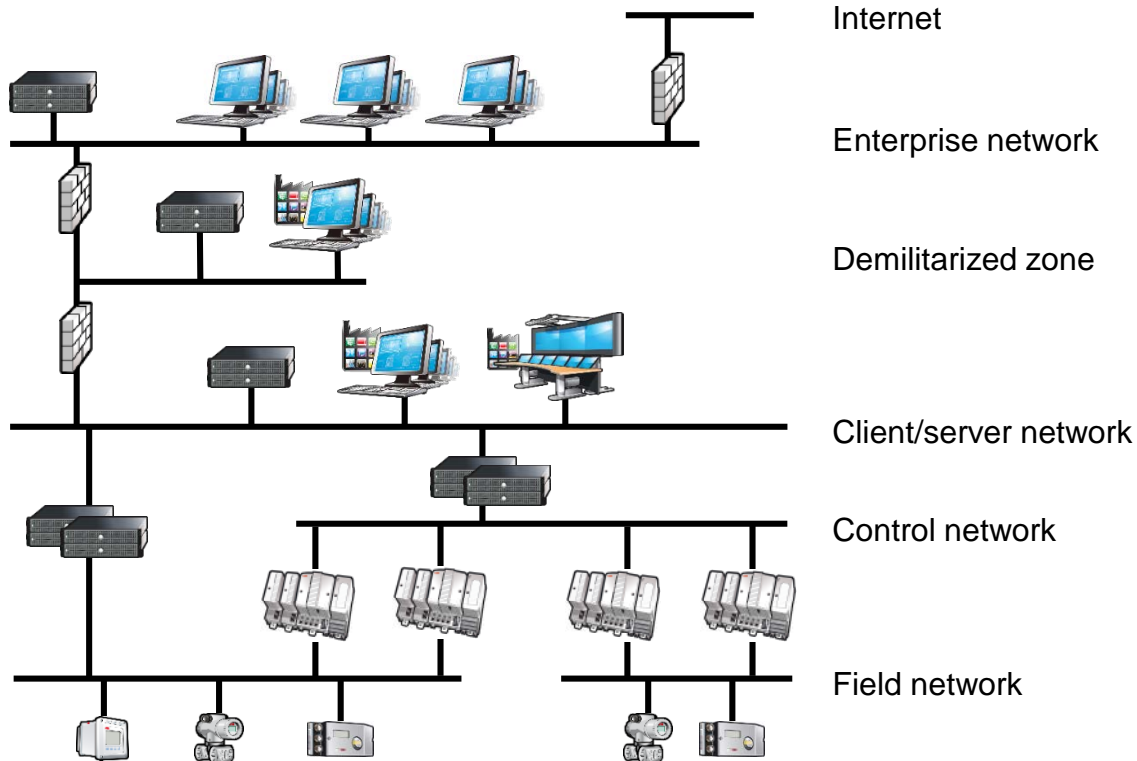 Internet
Enterprise network
Demilitarized zone
Client/server network
Control network
Field network